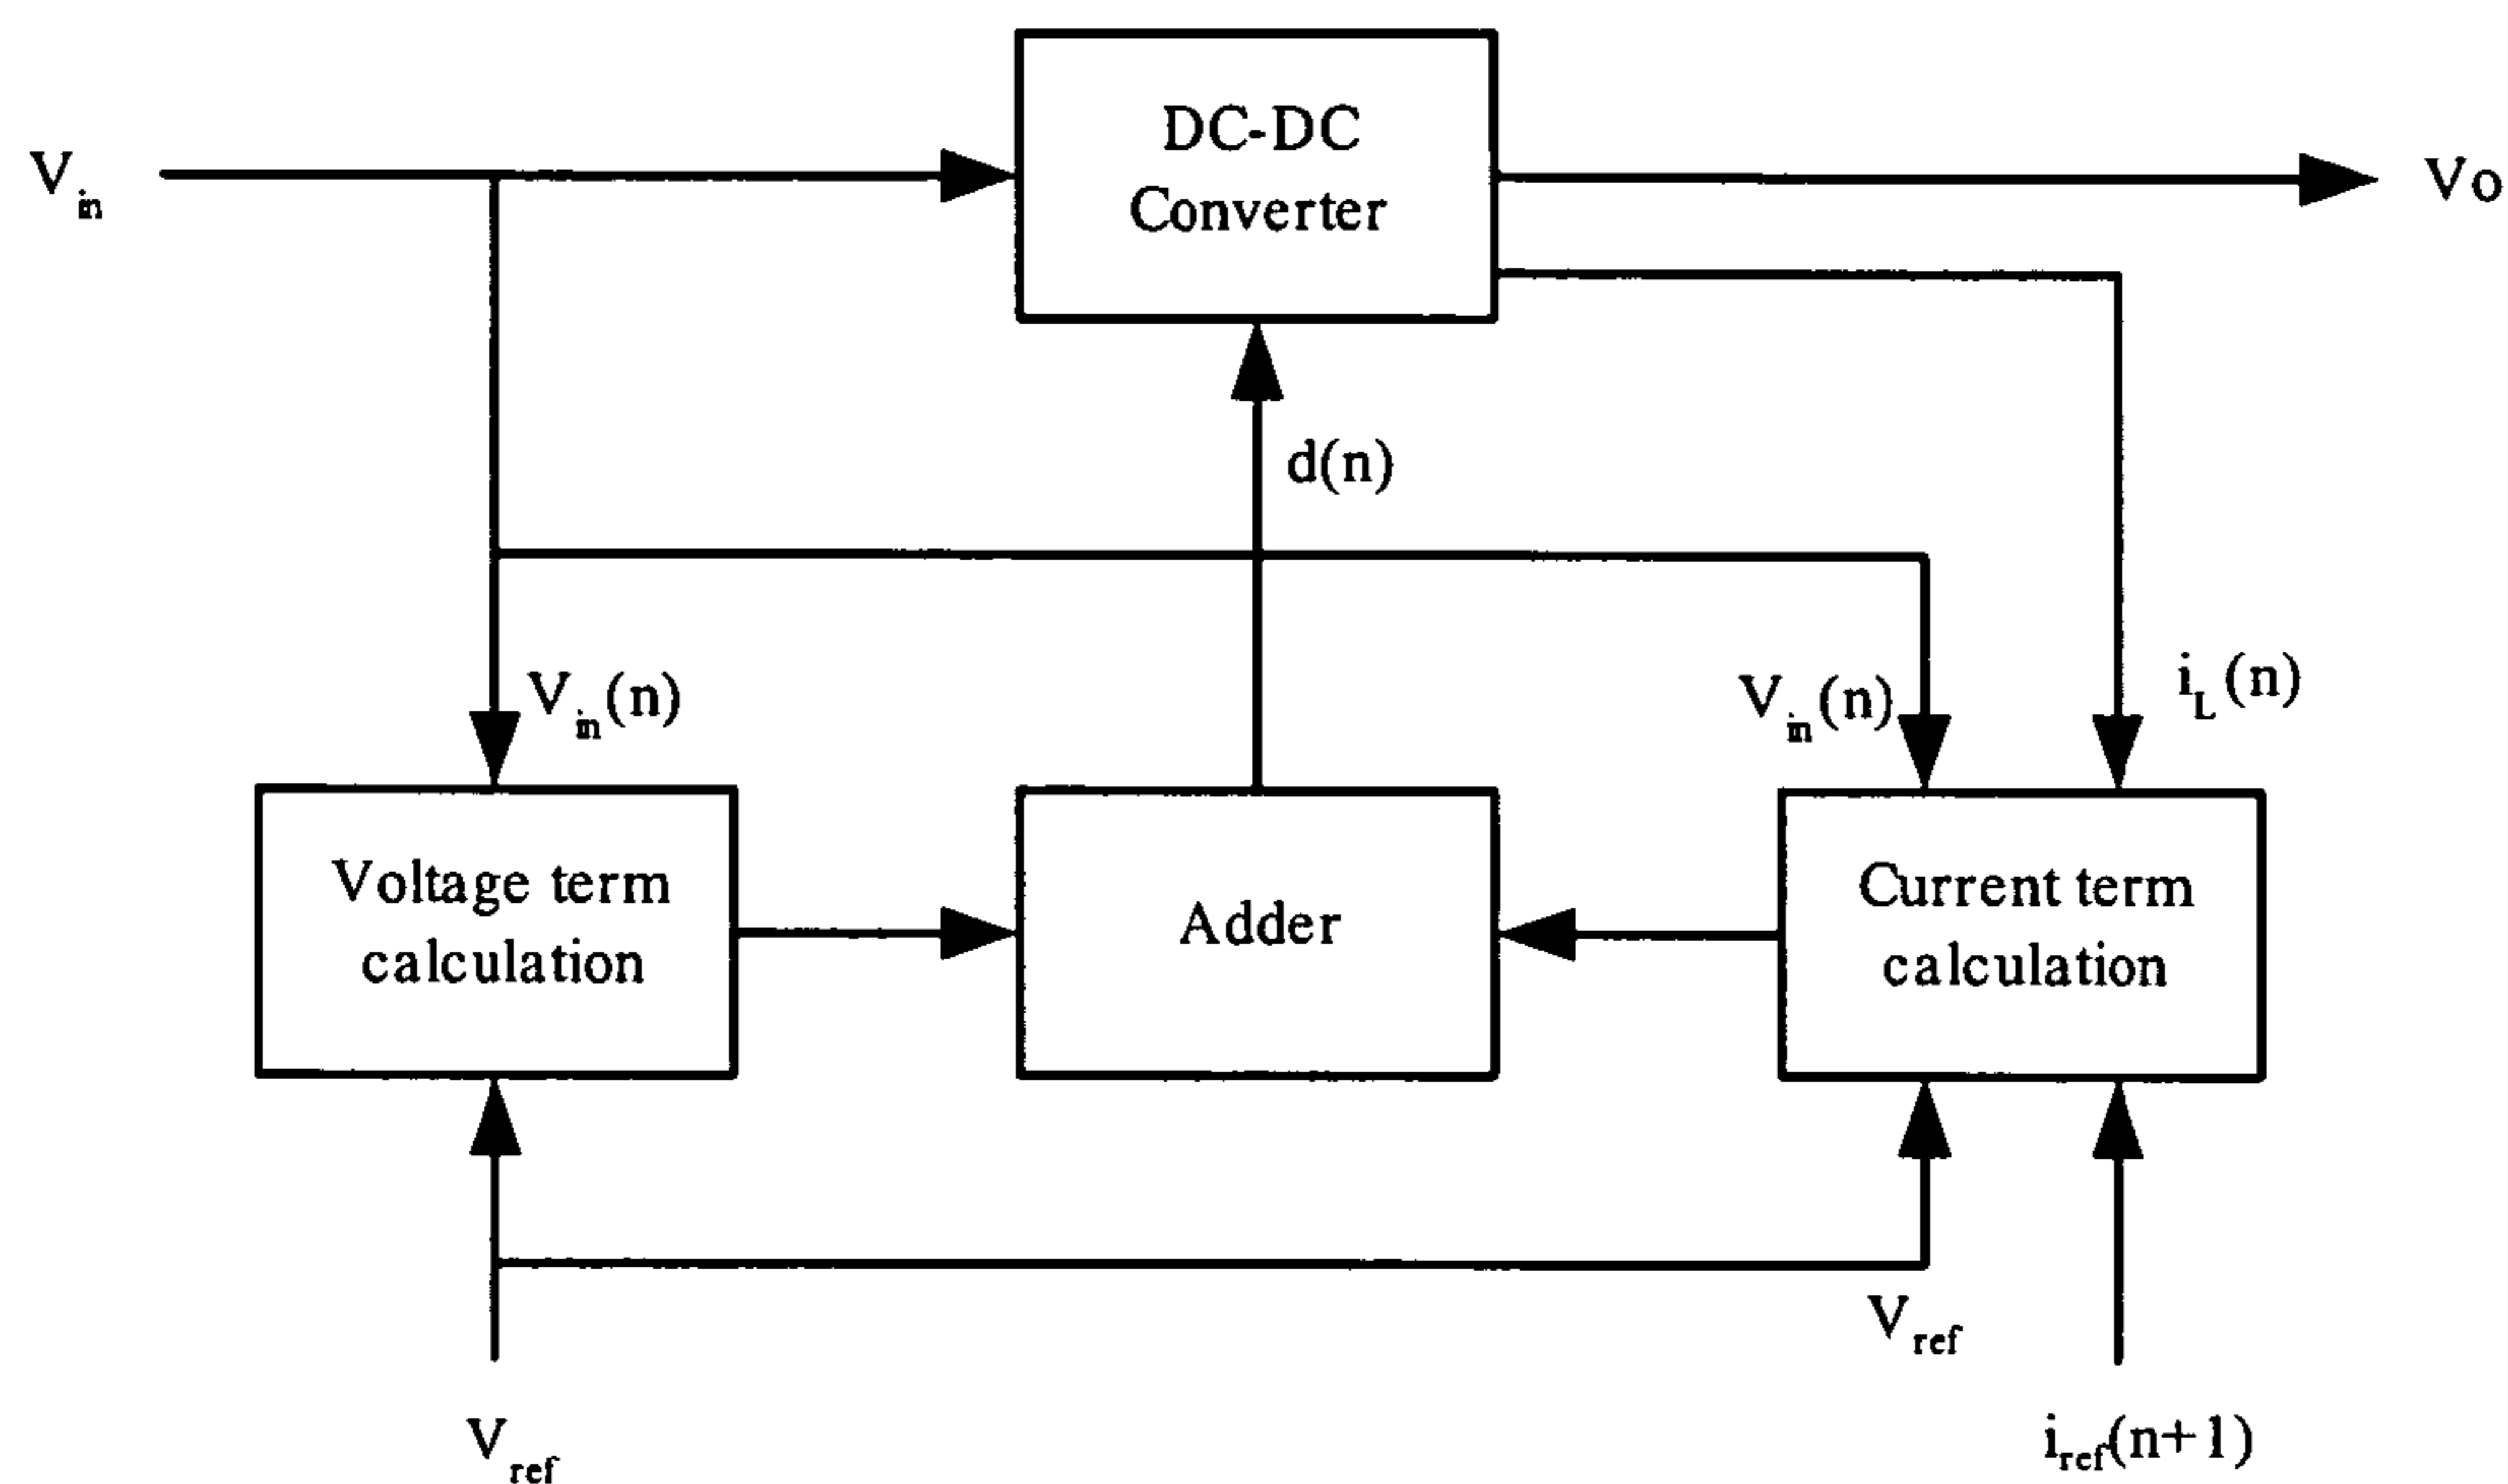 DC-DC
Converter
Vin
Vo
d(n)
Vin(n)
Vin(n)
iL(n)
Voltage term
calculation
Adder
Current term
calculation
Vref
Vref
iref(n+1)